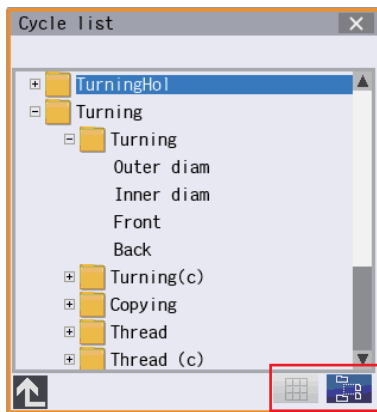 Cycle list
TurningHol
Turning
Turning
Outer diam
Inner diam
Front
Back
Turning(c)
Copying
Thread
Thread (c)